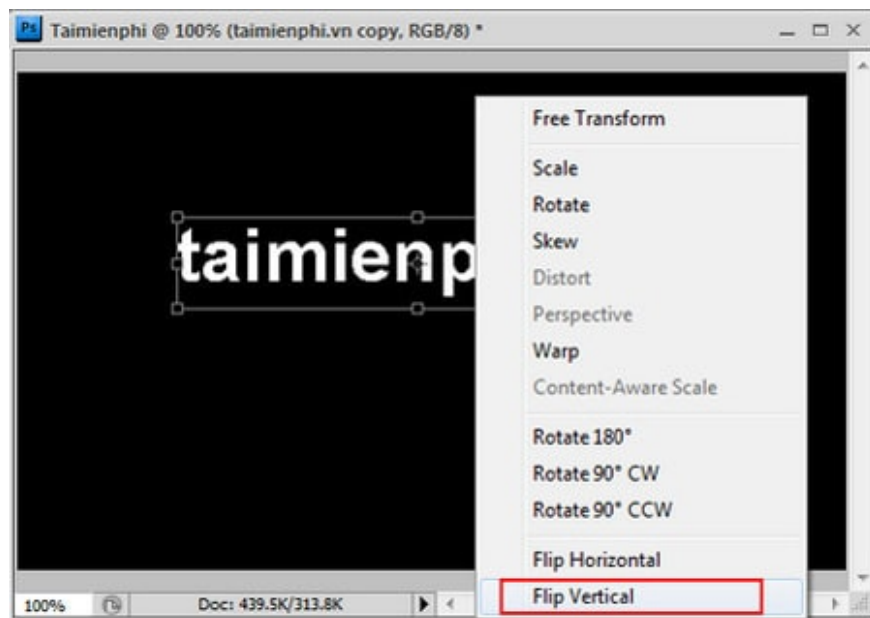 Ps Taimienphi @ 100% (taimienphi.vn copy, RGB/8) *
taimienp
Free Transform
Scale
Rotate
Skew
Distort
Perspective
Warp
Content-Aware Scale
Rotate 180°
Rotate 90° CW
Rotate 90° CCW
Flip Horizontal
Flip Vertical
100% Doc: 439.5K/313.8K